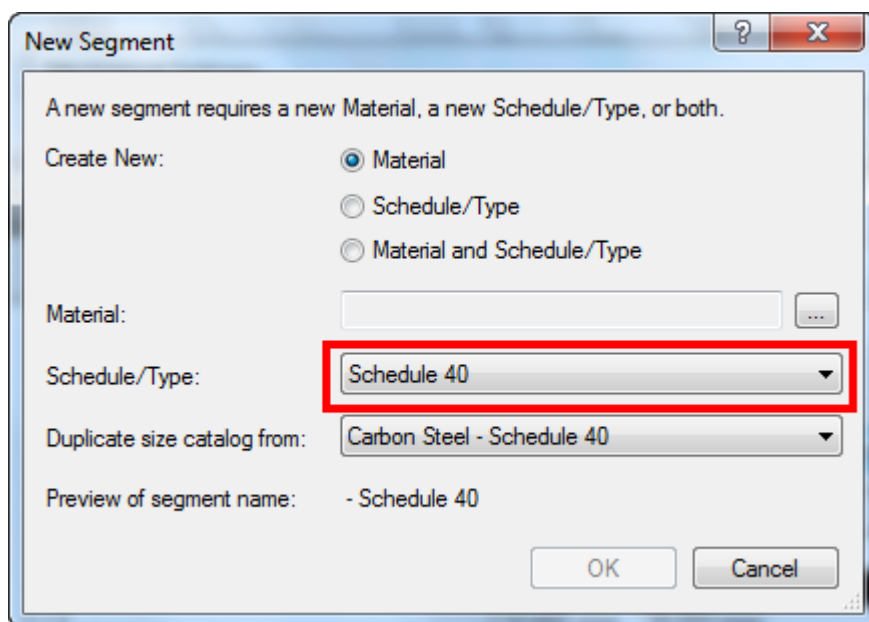 New Segment
A new segment requires a new Material, a new Schedule/Type, or both.
Create New:
Material
Schedule/Type
Material and Schedule/Type
Material:
...
Schedule/Type:
Schedule 40
Duplicate size catalog from:
Carbon Steel - Schedule 40
Preview of segment name:
- Schedule 40
OK
Cancel